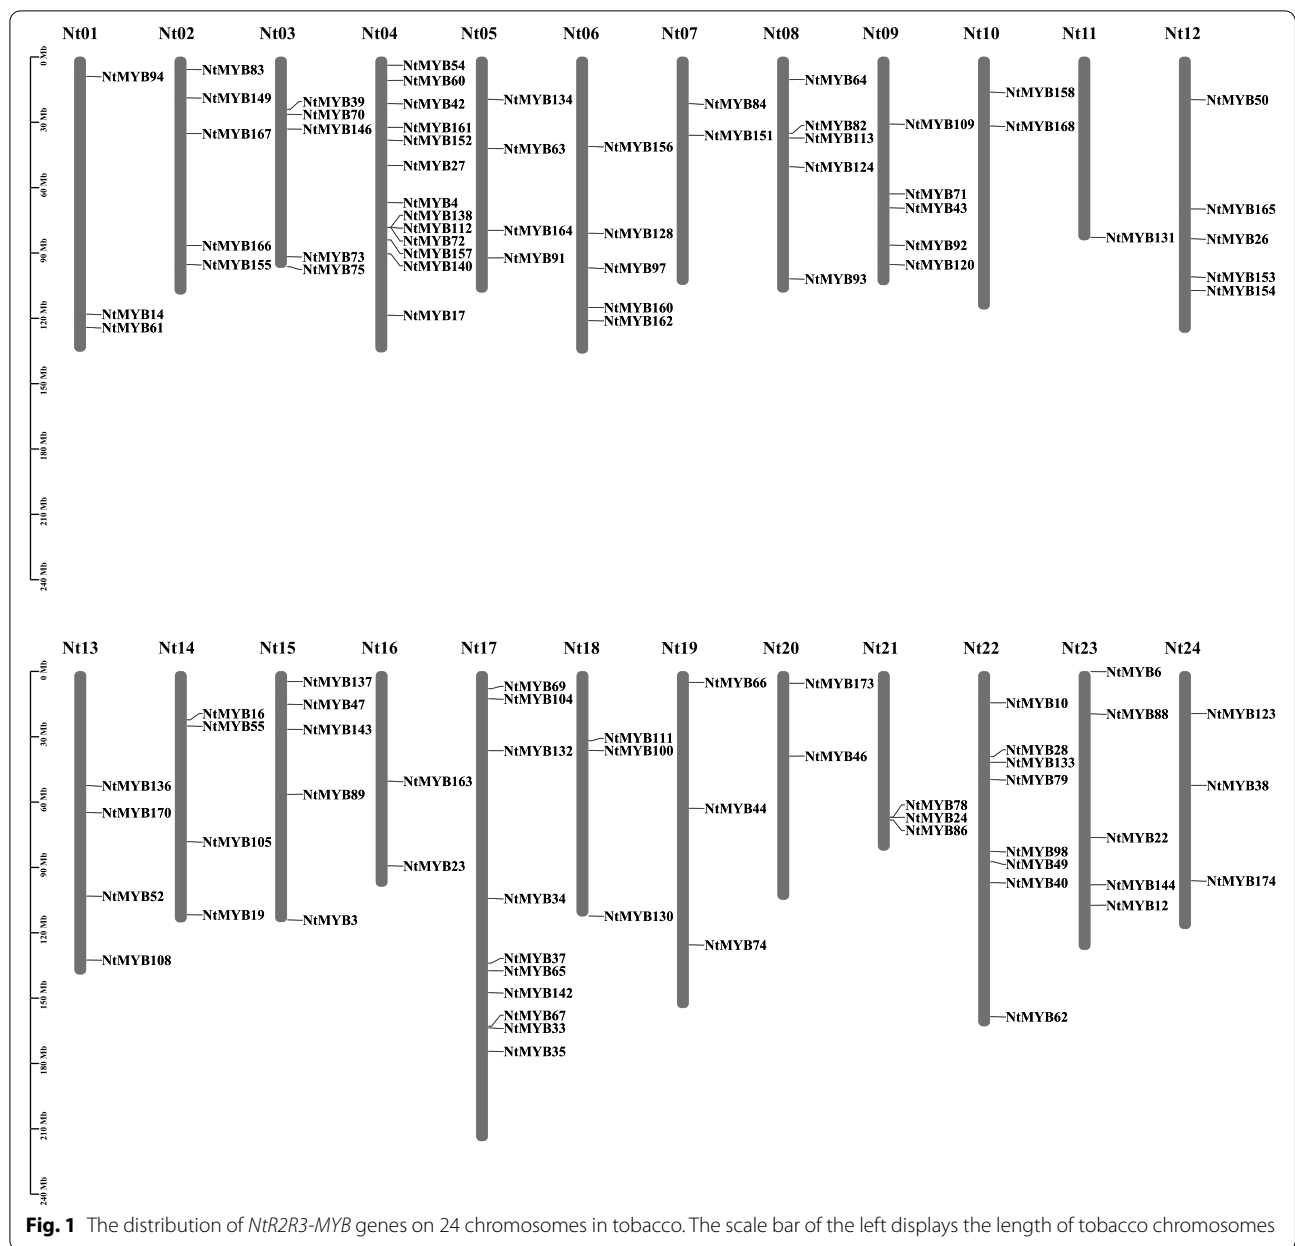 Nt01 Nt02 Nt03 Nt04 Nt05 Nt06 Nt07 Nt08 Nt09 Nt10 Nt11 Nt12
0 Mb
30 Mb
60 Mb
90 Mb
120 Mb
150 Mb
180 Mb
210 Mb
240 Mb
NtMYB94
NtMYB14
NtMYB61
NtMYB83
NtMYB149
NtMYB167
NtMYB166
NtMYB155
NtMYB39
NtMYB70
NtMYB146
NtMYB73
NtMYB75
NtMYB54
NtMYB60
NtMYB42
NtMYB161
NtMYB152
NtMYB27
NtMYB4
NtMYB138
NtMYB112
NtMYB72
NtMYB157
NtMYB140
NtMYB17
NtMYB134
NtMYB63
NtMYB164
NtMYB91
NtMYB156
NtMYB128
NtMYB97
NtMYB160
NtMYB162
NtMYB84
NtMYB151
NtMYB64
NtMYB82
NtMYB113
NtMYB124
NtMYB93
NtMYB109
NtMYB71
NtMYB43
NtMYB92
NtMYB120
NtMYB158
NtMYB168
NtMYB131
NtMYB50
NtMYB165
NtMYB26
NtMYB153
NtMYB154
Nt13 Nt14 Nt15 Nt16 Nt17 Nt18 Nt19 Nt20 Nt21 Nt22 Nt23 Nt24
0 Mb
30 Mb
60 Mb
90 Mb
120 Mb
150 Mb
180 Mb
210 Mb
240 Mb
NtMYB136
NtMYB170
NtMYB52
NtMYB108
NtMYB16
NtMYB55
NtMYB105
NtMYB19
NtMYB137
NtMYB47
NtMYB143
NtMYB89
NtMYB3
NtMYB163
NtMYB23
NtMYB69
NtMYB104
NtMYB132
NtMYB34
NtMYB37
NtMYB65
NtMYB142
NtMYB67
NtMYB33
NtMYB35
NtMYB111
NtMYB100
NtMYB130
NtMYB66
NtMYB44
NtMYB74
NtMYB173
NtMYB46
NtMYB78
NtMYB24
NtMYB86
NtMYB10
NtMYB28
NtMYB133
NtMYB79
NtMYB98
NtMYB49
NtMYB40
NtMYB62
NtMYB6
NtMYB88
NtMYB22
NtMYB144
NtMYB12
NtMYB123
NtMYB38
NtMYB174
Fig. 1 The distribution of NtR2R3-MYB genes on 24 chromosomes in tobacco. The scale bar of the left displays the length of tobacco chromosomes